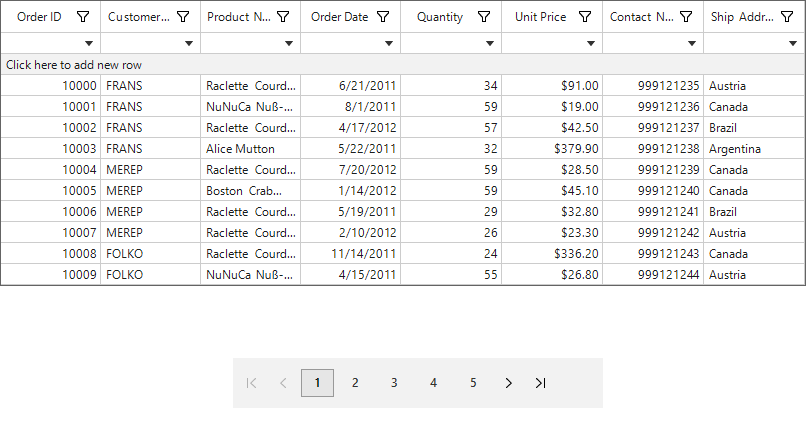 Order ID Customer... Product N... Order Date Quantity Unit Price Contact N... Ship Addr...
Click here to add new row
10000 FRANS Raclette Courd... 6/21/2011 34 $91.00 999121235 Austria
10001 FRANS NuNuCa Nuß-... 8/1/2011 59 $19.00 999121236 Canada
10002 FRANS Raclette Courd... 4/17/2012 57 $42.50 999121237 Brazil
10003 FRANS Alice Mutton 5/22/2011 32 $379.90 999121238 Argentina
10004 MEREP Raclette Courd... 7/20/2012 59 $28.50 999121239 Canada
10005 MEREP Boston Crab... 1/14/2012 59 $45.10 999121240 Canada
10006 MEREP Raclette Courd... 5/19/2011 29 $32.80 999121241 Brazil
10007 MEREP Raclette Courd... 2/10/2012 26 $23.30 999121242 Austria
10008 FOLKO Raclette Courd... 11/14/2011 24 $336.20 999121243 Canada
10009 FOLKO NuNuCa Nuß-... 4/15/2011 55 $26.80 999121244 Austria
1 2 3 4 5